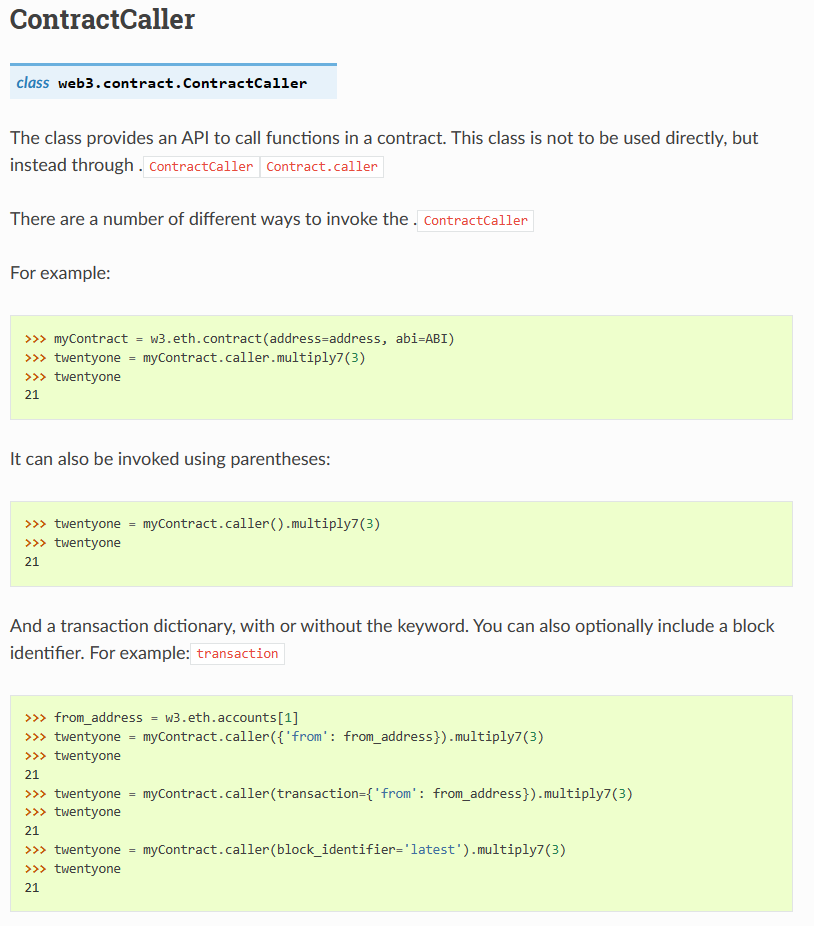 ContractCaller
class web3.contract.ContractCaller
The class provides an API to call functions in a contract. This class is not to be used directly, but
instead through . ContractCaller Contract.caller
There are a number of different ways to invoke the . ContractCaller
For example:
>>> myContract = w3.eth.contract(address=address, abi=ABI)
>>> twentyone = myContract.caller.multiply7(3)
>>> twentyone
21
It can also be invoked using parentheses:
>>> twentyone = myContract.caller().multiply7(3)
>>> twentyone
21
And a transaction dictionary, with or without the keyword. You can also optionally include a block
identifier. For example: transaction
>>> from_address = w3.eth.accounts[1]
>>> twentyone = myContract.caller({'from': from_address}).multiply7(3)
>>> twentyone
21
>>> twentyone = myContract.caller(transaction={'from': from_address}).multiply7(3)
>>> twentyone
21
>>> twentyone = myContract.caller(block_identifier='latest').multiply7(3)
>>> twentyone
21